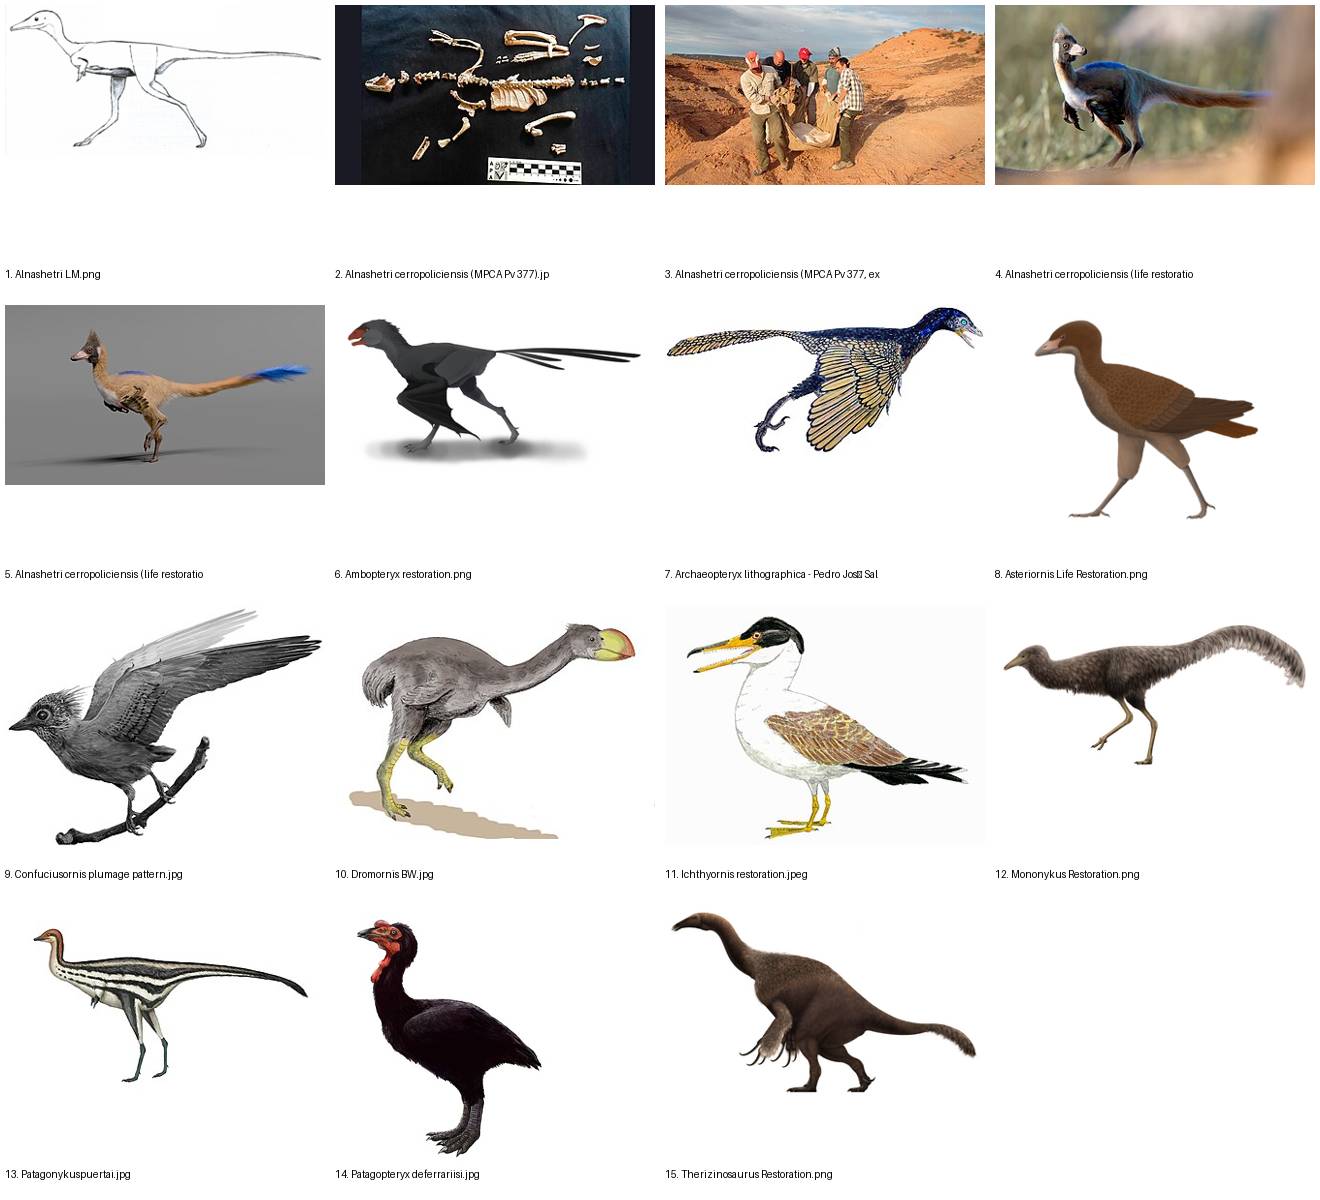 1. Alnashetri LM.png
2. Alnashetri cerropoliciensis (MPCA Pv 377).jp
3. Alnashetri cerropoliciensis (MPCA Pv 377, ex
4. Alnashetri cerropoliciensis (life restoratio
5. Alnashetri cerropoliciensis (life restoratio
6. Ambopteryx restoration.png
7. Archaeopteryx lithographica - Pedro Jos▯ Sal
8. Asteriornis Life Restoration.png
9. Confuciusornis plumage pattern.jpg
10. Dromornis BW.jpg
11. Ichthyornis restoration.jpeg
12. Mononykus Restoration.png
13. Patagonykuspuertai.jpg
14. Patagopteryx deferrariisi.jpg
15. Therizinosaurus Restoration.png